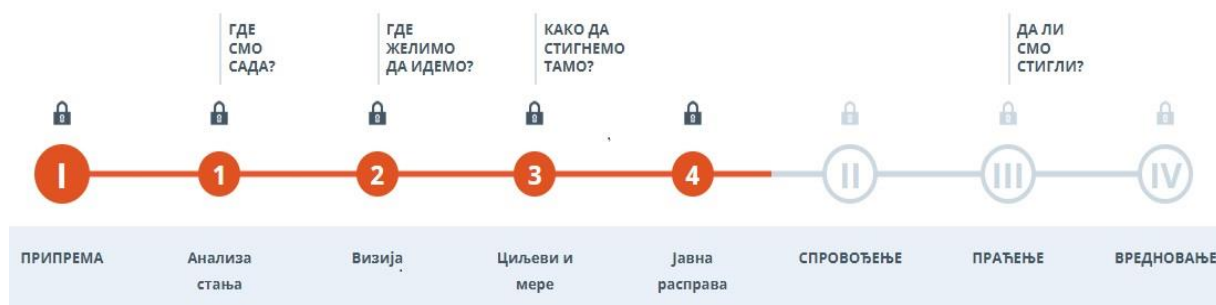 ГДЕ
СМО
САДА?
ГДЕ
ЖЕЛИМО
ДА ИДЕМО?
КАКО ДА
СТИГНЕМО
ТАМО?
ДА ЛИ
СМО
СТИГЛИ?
I
1
2
3
4
II
III
IV
ПРИПРЕМА
Анализа
стања
Визија
Циљеви и
мере
Јавна
расправа
СПРОВОЂЕЊЕ
ПРАЋЕЊЕ
ВРЕДНОВАЊЕ